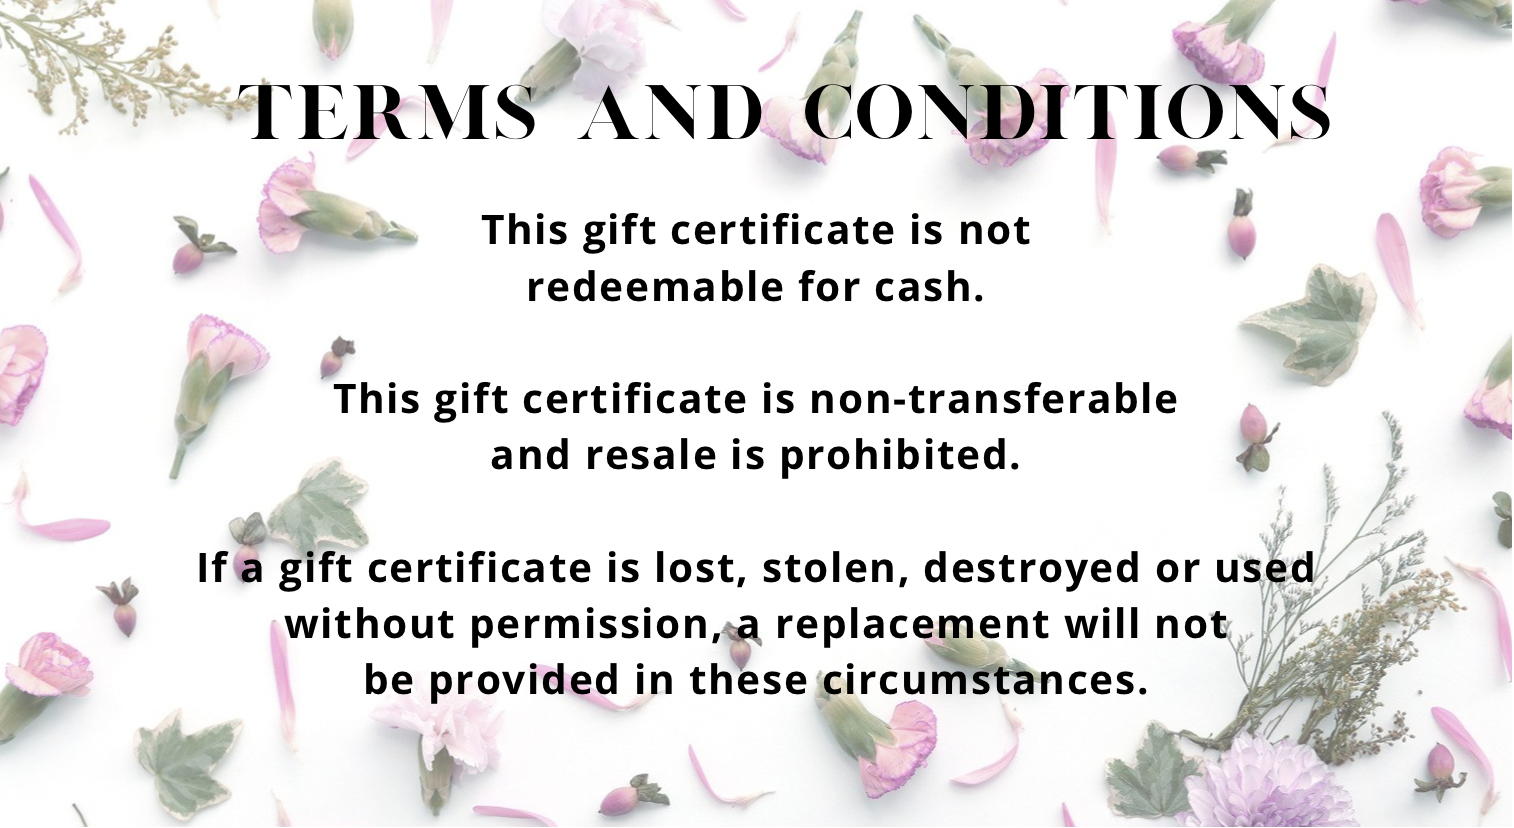 TERMS AND CONDITIONS
This gift certificate is not
redeemable for cash.
This gift certificate is non-transferable
and resale is prohibited.
If a gift certificate is lost, stolen, destroyed or used
without permission, a replacement will not
be provided in these circumstances.